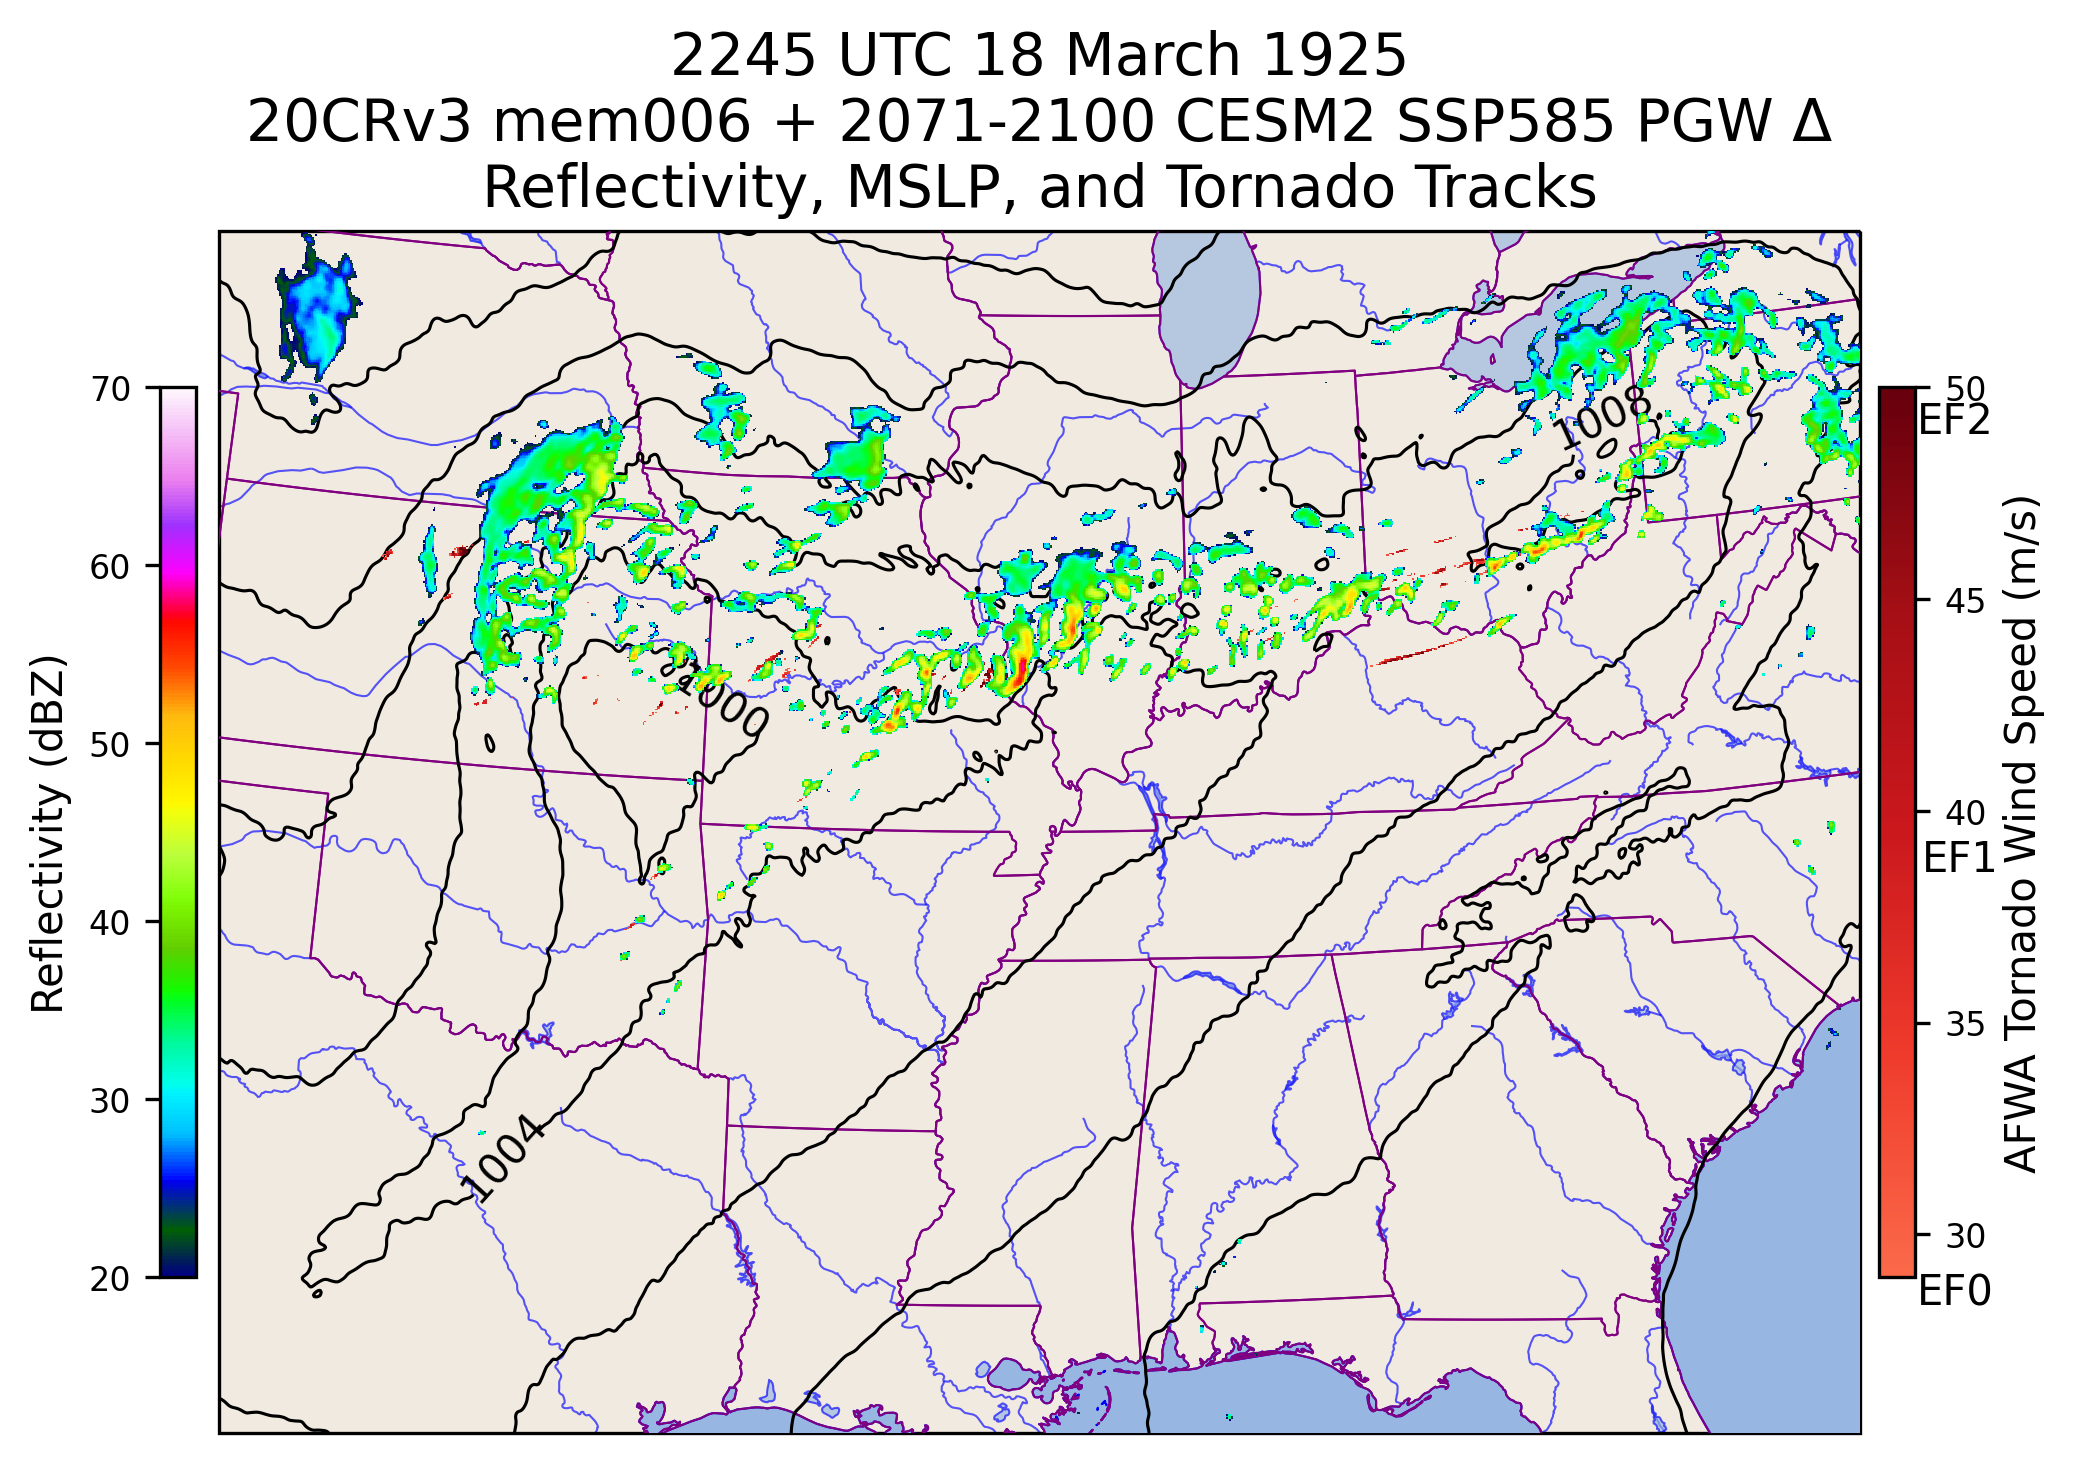 2245 UTC 18 March 1925
20CRv3 mem006 + 2071-2100 CESM2 SSP585 PGW Δ
Reflectivity, MSLP, and Tornado Tracks
70
60
50
40
30
20
Reflectivity (dBZ)
1008
1000
1004
50
EF2
45
40
EF1
35
30
EF0
AFWA Tornado Wind Speed (m/s)